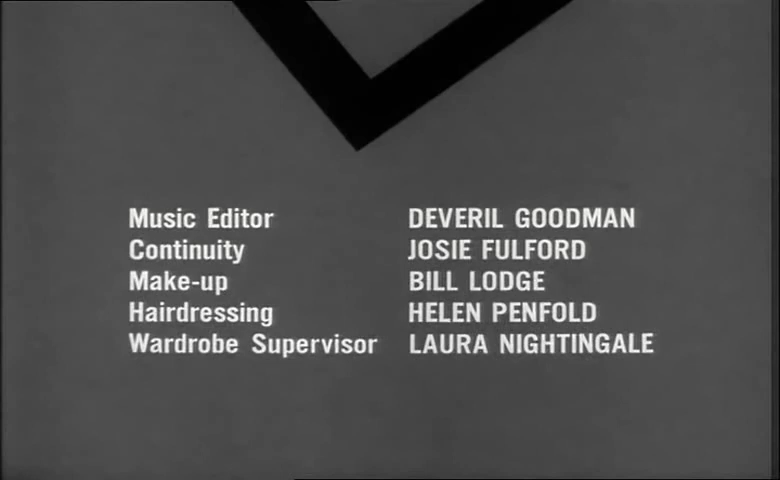 Music Editor DEVERIL GOODMAN
Continuity JOSIE FULFORD
Make-up BILL LODGE
Hairdressing HELEN PENFOLD
Wardrobe Supervisor LAURA NIGHTINGALE